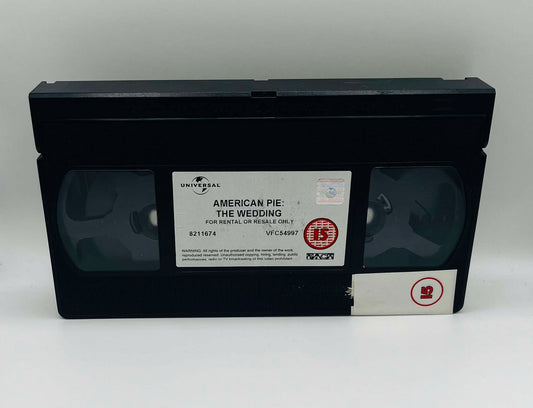 UNIVERSAL
AMERICAN PIE:
THE WEDDING
FOR RENTAL OR RESALE ONLY
8211674 VFC54997
15
WARNING: All rights of the producer and the owner of the work
reproduced reserved. Unauthorised copying, hiring, lending, public
performances, radio or TV broadcasting of this video prohibited.
15